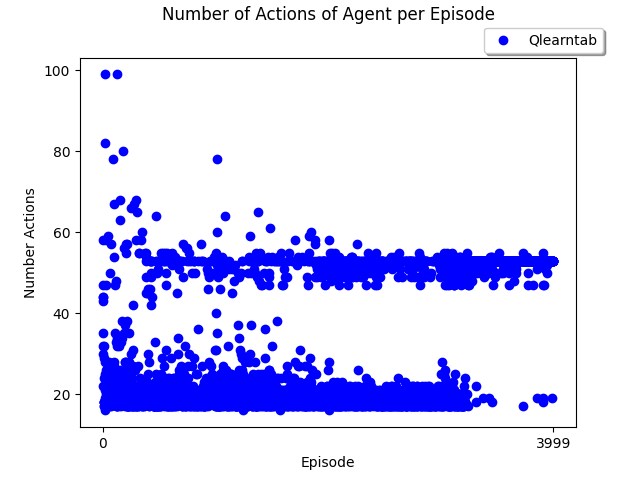 Number of Actions of Agent per Episode
Qlearntab
100
80
60
40
20
Number Actions
0
3999
Episode